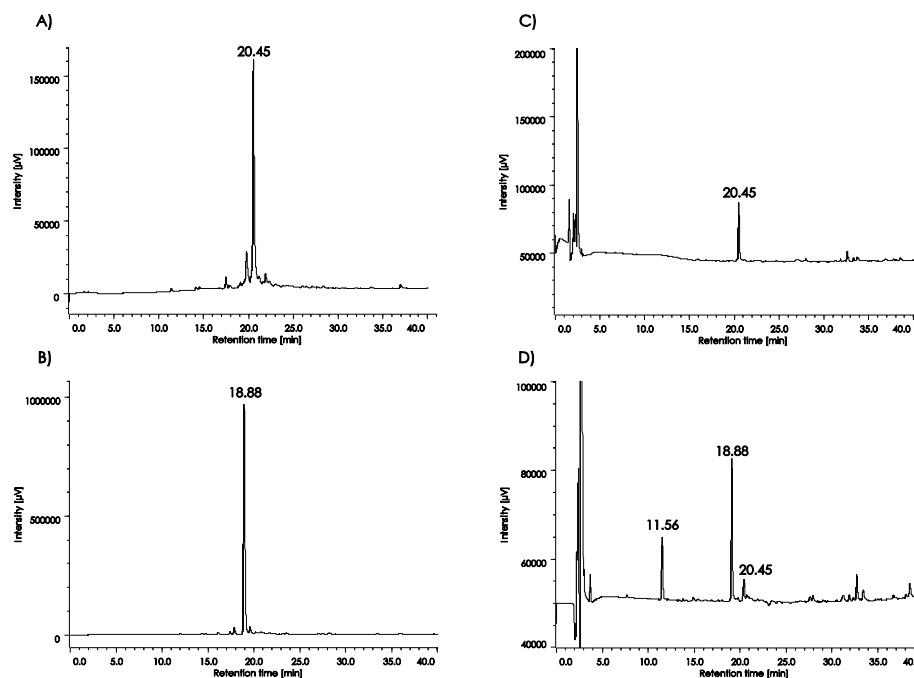 A)
20.45
150000
100000
50000
0
Intensity [µV]
0.0 5.0 10.0 15.0 20.0 25.0 30.0 35.0 40.0
Retention time [min]
B)
18.88
1000000
500000
0
Intensity [µV]
0.0 5.0 10.0 15.0 20.0 25.0 30.0 35.0 40.0
Retention time [min]
C)
200000
150000
100000
50000
20.45
Intensity [µV]
0.0 5.0 10.0 15.0 20.0 25.0 30.0 35.0 40.0
Retention time [min]
D)
100000
80000
60000
40000
18.88
11.56
20.45
Intensity [µV]
0.0 5.0 10.0 15.0 20.0 25.0 30.0 35.0 40.0
Retention time [min]